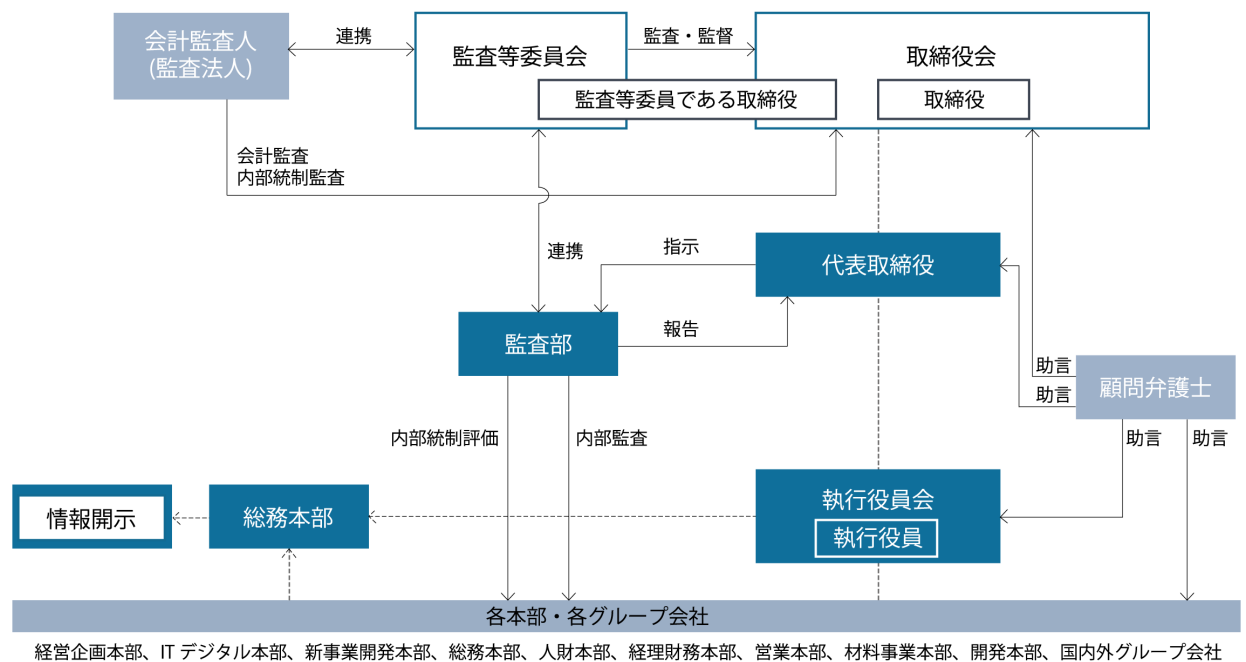 会計監査人
(監査法人)
連携
監査等委員会
監査・監督
取締役会
監査等委員である取締役
取締役
会計監査
内部統制監査
連携
指示
代表取締役
監査部
報告
助言
助言
顧問弁護士
内部統制評価
内部監査
助言
助言
情報開示
総務本部
執行役員会
執行役員
各本部・各グループ会社
経営企画本部、IT デジタル本部、新事業開発本部、総務本部、人財本部、経理財務本部、営業本部、材料事業本部、開発本部、国内外グループ会社